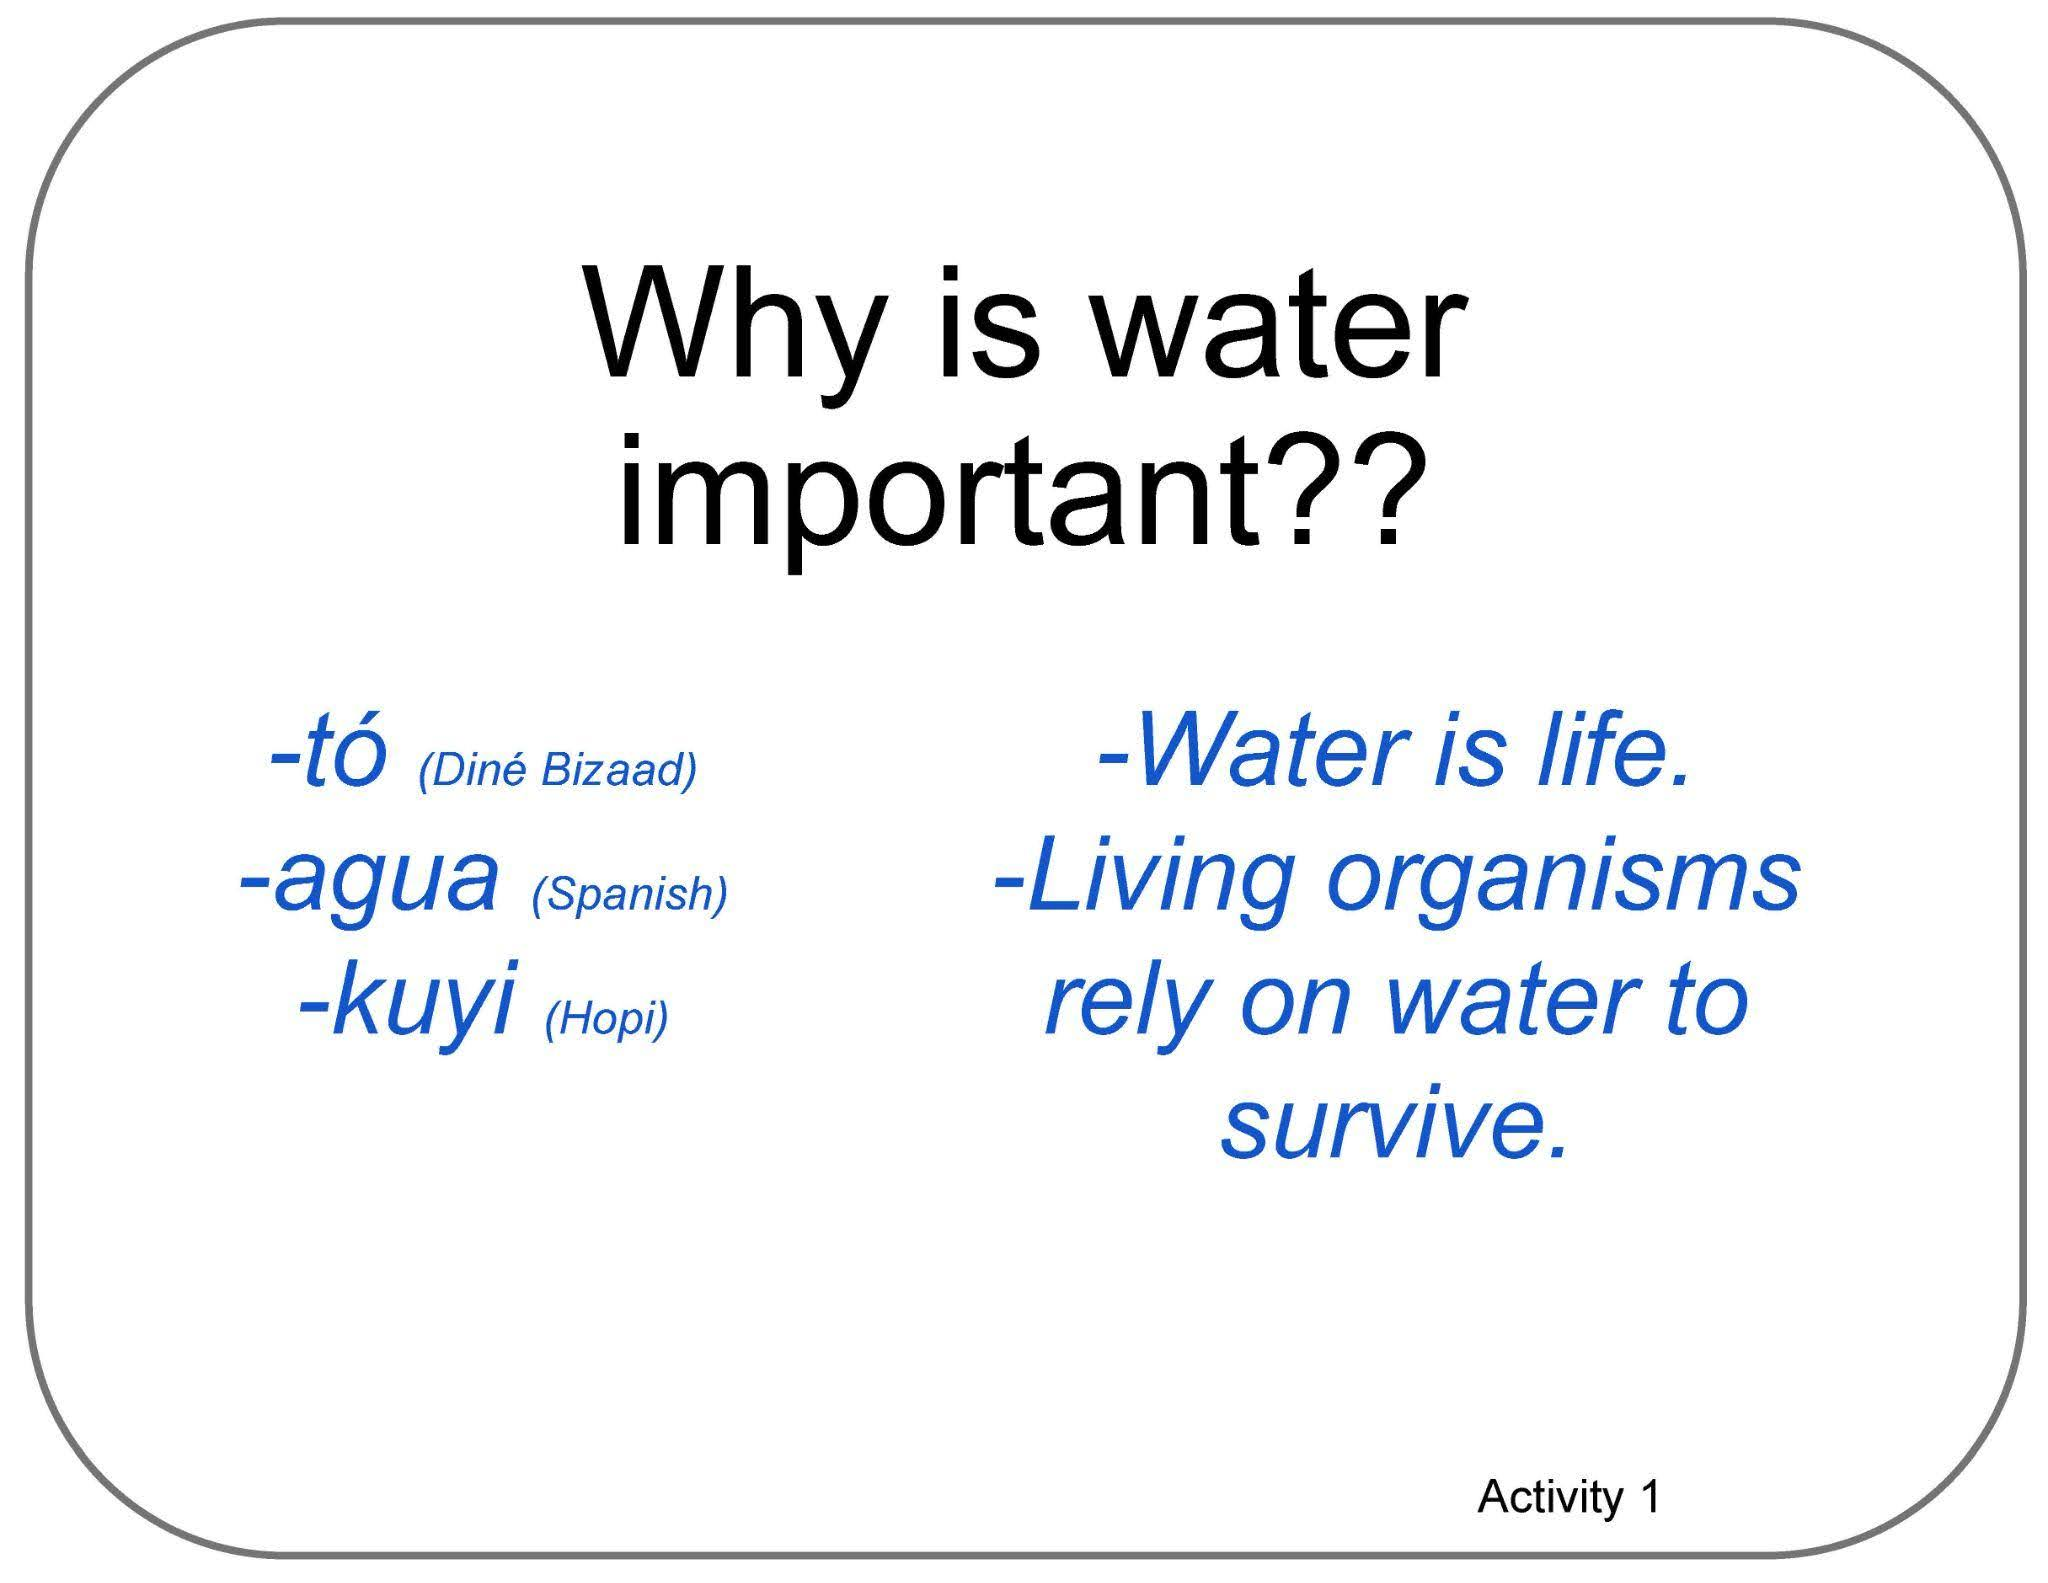 Why is water
important??
-tó (Diné Bizaad)
-agua (Spanish)
-kuyi (Hopi)
-Water is life.
-Living organisms
rely on water to
survive.
Activity 1